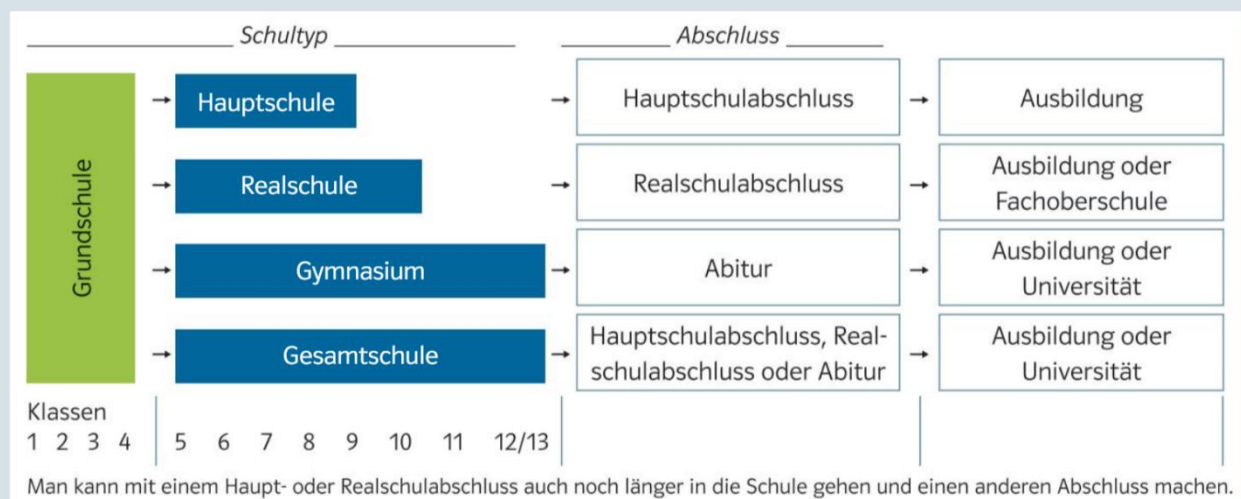 Schultyp
Abschluss
Grundschule
Hauptschule
Hauptschulabschluss
Ausbildung
Realschule
Realschulabschluss
Ausbildung oder
Fachoberschule
Gymnasium
Abitur
Ausbildung oder
Universität
Gesamtschule
Hauptschulabschluss, Real-
schulabschluss oder Abitur
Ausbildung oder
Universität
Klassen
1 2 3 4 5 6 7 8 9 10 11 12/13
Man kann mit einem Haupt- oder Realschulabschluss auch noch länger in die Schule gehen und einen anderen Abschluss machen.